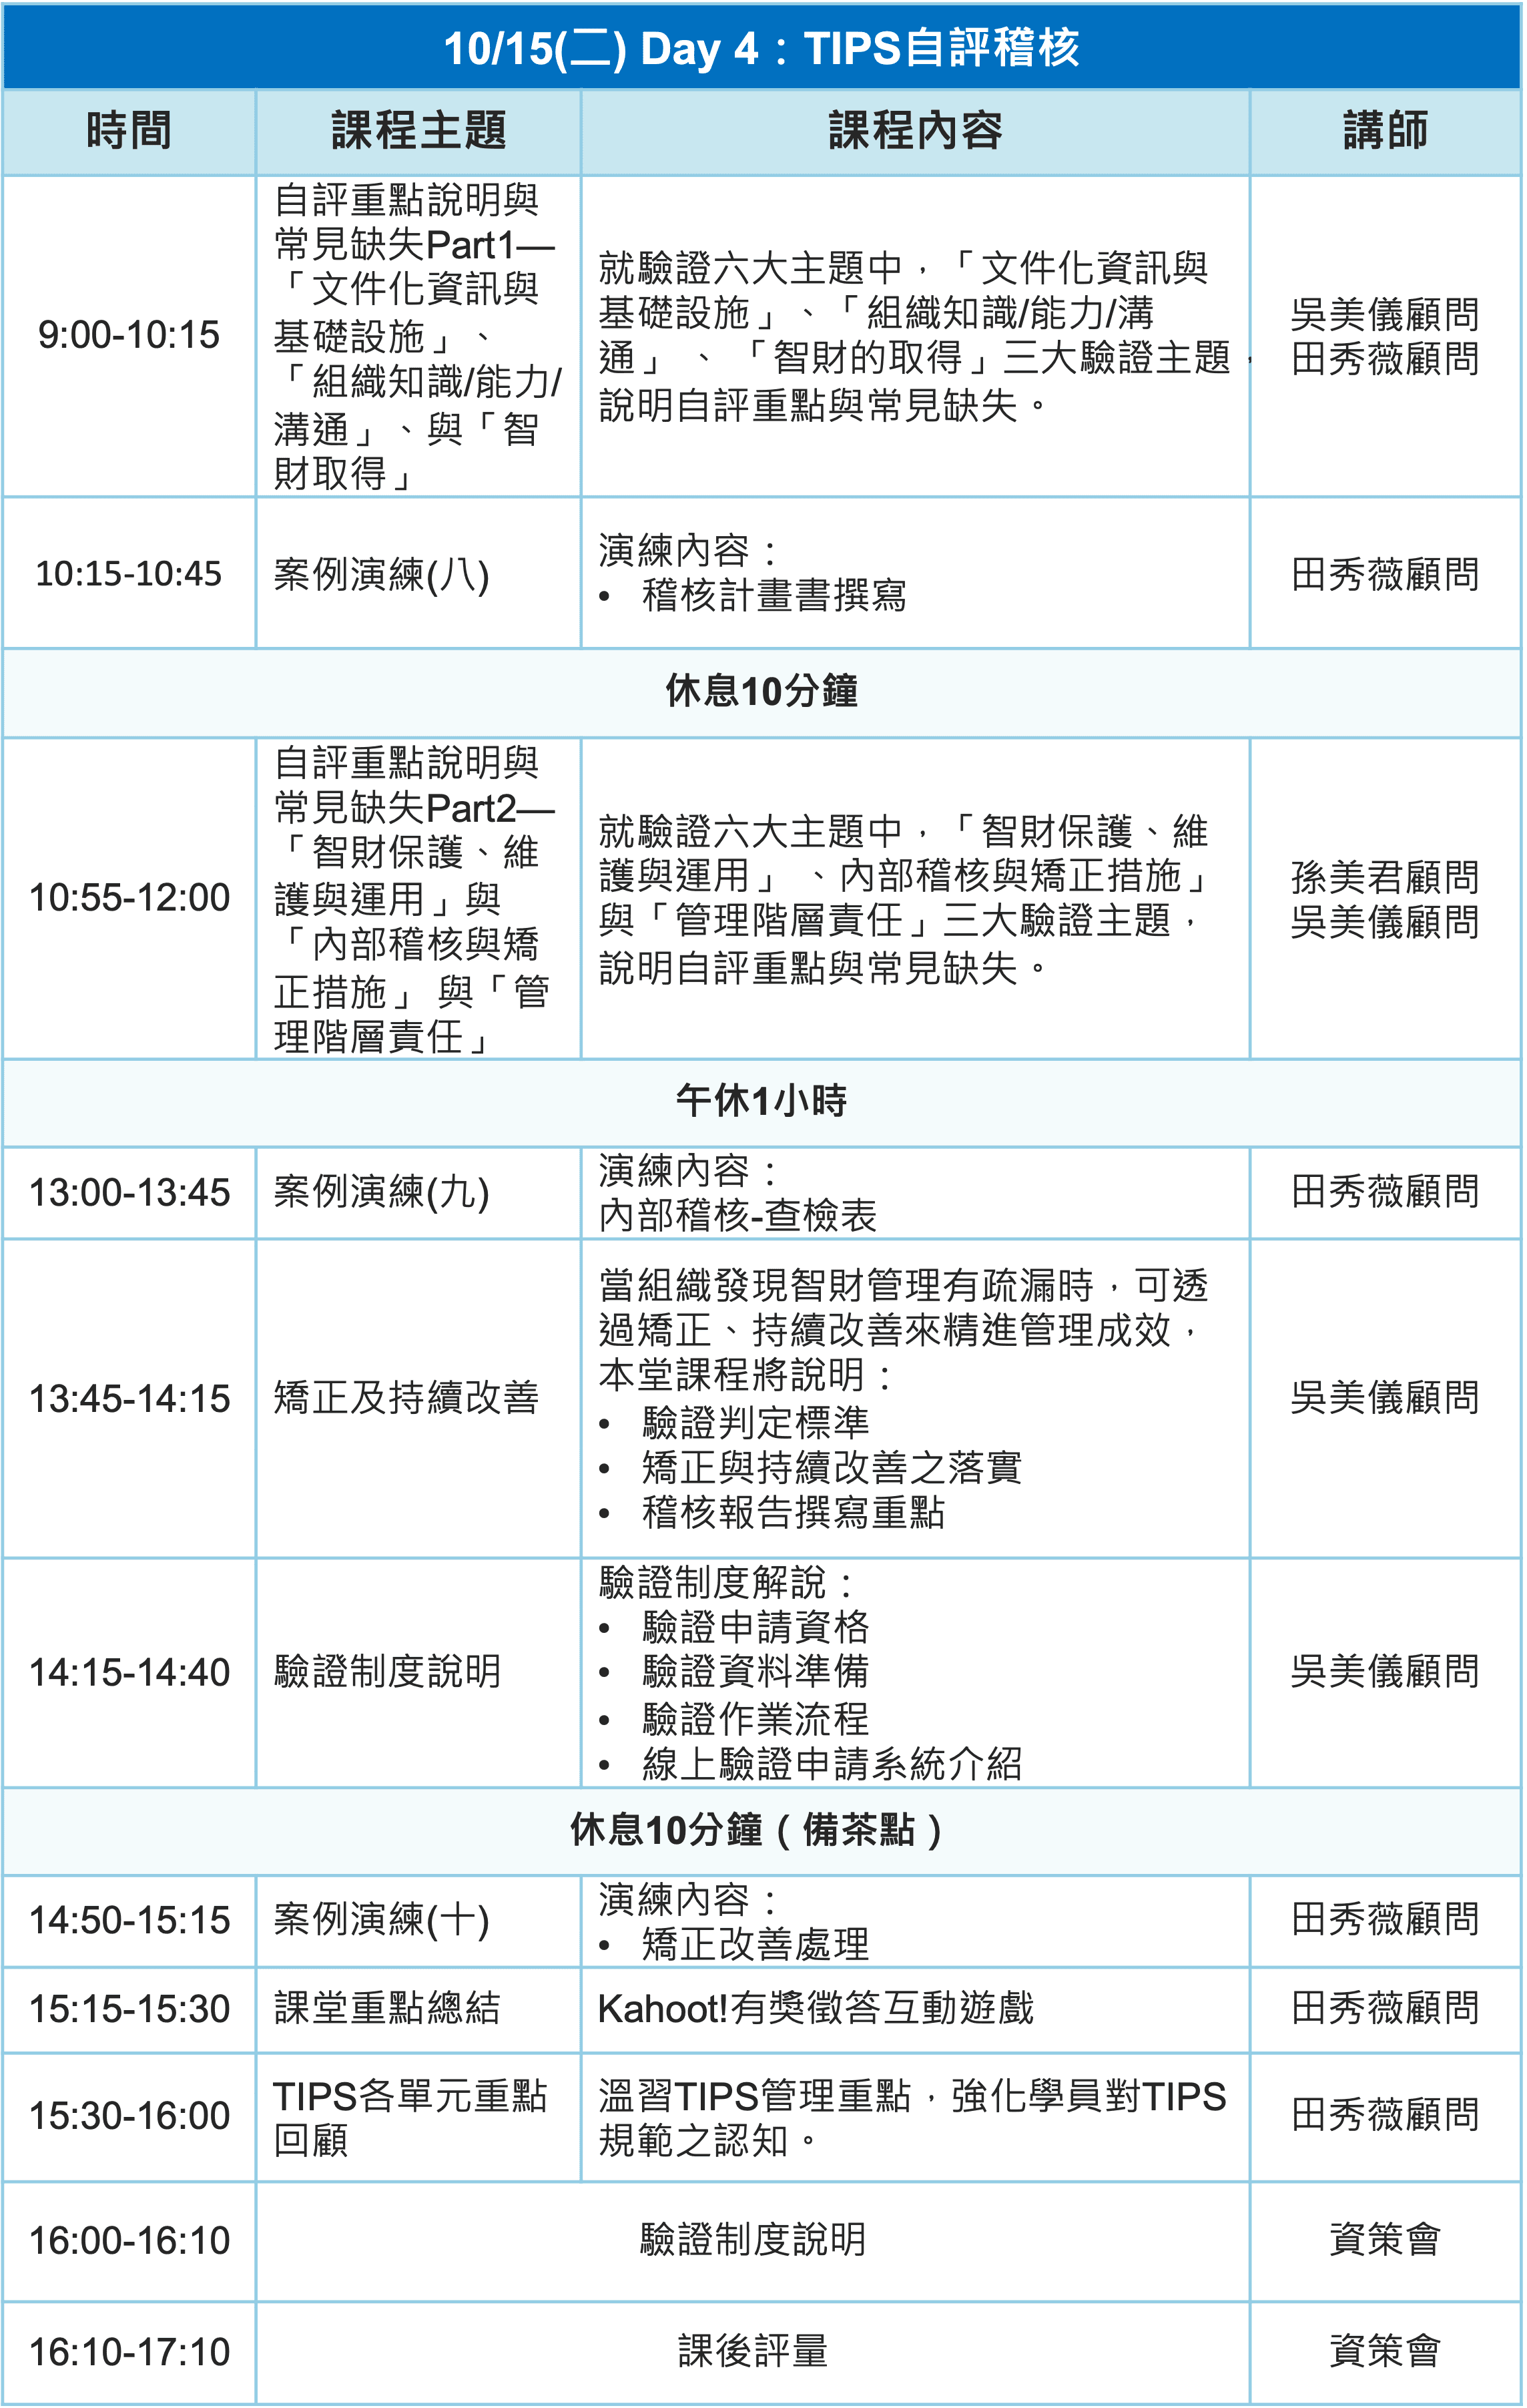 10/15(二) Day 4：TIPS自評稽核
時間
課程主題
課程內容
講師
9:00-10:15
自評重點說明與
常見缺失Part1—
「文件化資訊與
基礎設施」、
「組織知識/能力/
溝通」、與「智
財取得」
就驗證六大主題中，「文件化資訊與
基礎設施」、「組織知識/能力/溝
通」 、 「智財的取得」三大驗證主題，
說明自評重點與常見缺失。
吳美儀顧問
田秀薇顧問
10:15-10:45
案例演練(八)
演練內容：
• 稽核計畫書撰寫
田秀薇顧問
休息10分鐘
10:55-12:00
自評重點說明與
常見缺失Part2—
「智財保護、維
護與運用」與
「內部稽核與矯
正措施」 與「管
理階層責任」
就驗證六大主題中，「智財保護、維
護與運用」 、內部稽核與矯正措施」
與「管理階層責任」三大驗證主題，
說明自評重點與常見缺失。
孫美君顧問
吳美儀顧問
午休1小時
13:00-13:45
案例演練(九)
演練內容：
內部稽核-查檢表
田秀薇顧問
13:45-14:15
矯正及持續改善
當組織發現智財管理有疏漏時，可透
過矯正、持續改善來精進管理成效，
本堂課程將說明：
• 驗證判定標準
• 矯正與持續改善之落實
• 稽核報告撰寫重點
吳美儀顧問
14:15-14:40
驗證制度說明
驗證制度解說：
• 驗證申請資格
• 驗證資料準備
• 驗證作業流程
• 線上驗證申請系統介紹
吳美儀顧問
休息10分鐘（備茶點）
14:50-15:15
案例演練(十)
演練內容：
• 矯正改善處理
田秀薇顧問
15:15-15:30
課堂重點總結
Kahoot!有獎徵答互動遊戲
田秀薇顧問
15:30-16:00
TIPS各單元重點
回顧
溫習TIPS管理重點，強化學員對TIPS
規範之認知。
田秀薇顧問
16:00-16:10
驗證制度說明
資策會
16:10-17:10
課後評量
資策會